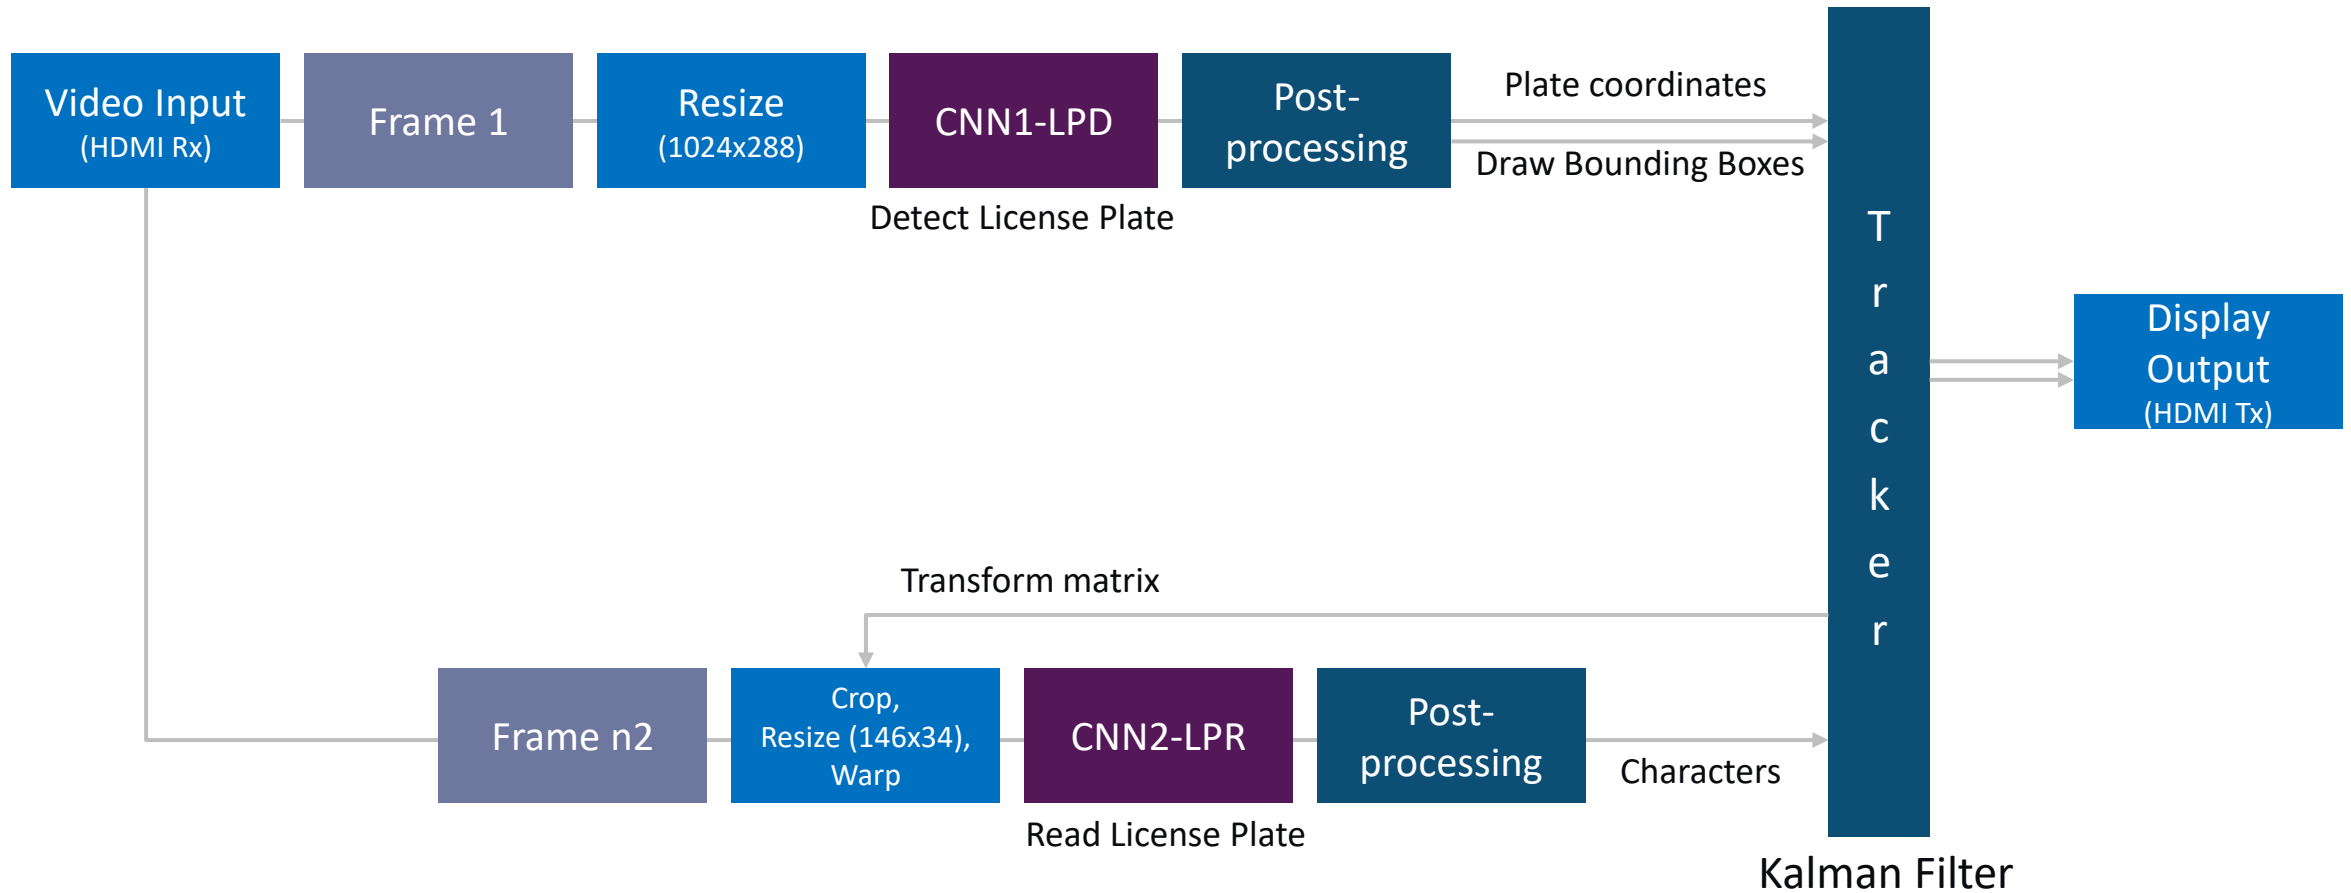 Video Input
(HDMI Rx)
Frame 1
Resize
(1024x288)
CNN1-LPD
Post-
processing
Plate coordinates
Draw Bounding Boxes
Detect License Plate
T
r
a
c
k
e
r
Display
Output
(HDMI Tx)
Transform matrix
Frame n2
Crop,
Resize (146x34),
Warp
CNN2-LPR
Post-
processing
Characters
Read License Plate
Kalman Filter